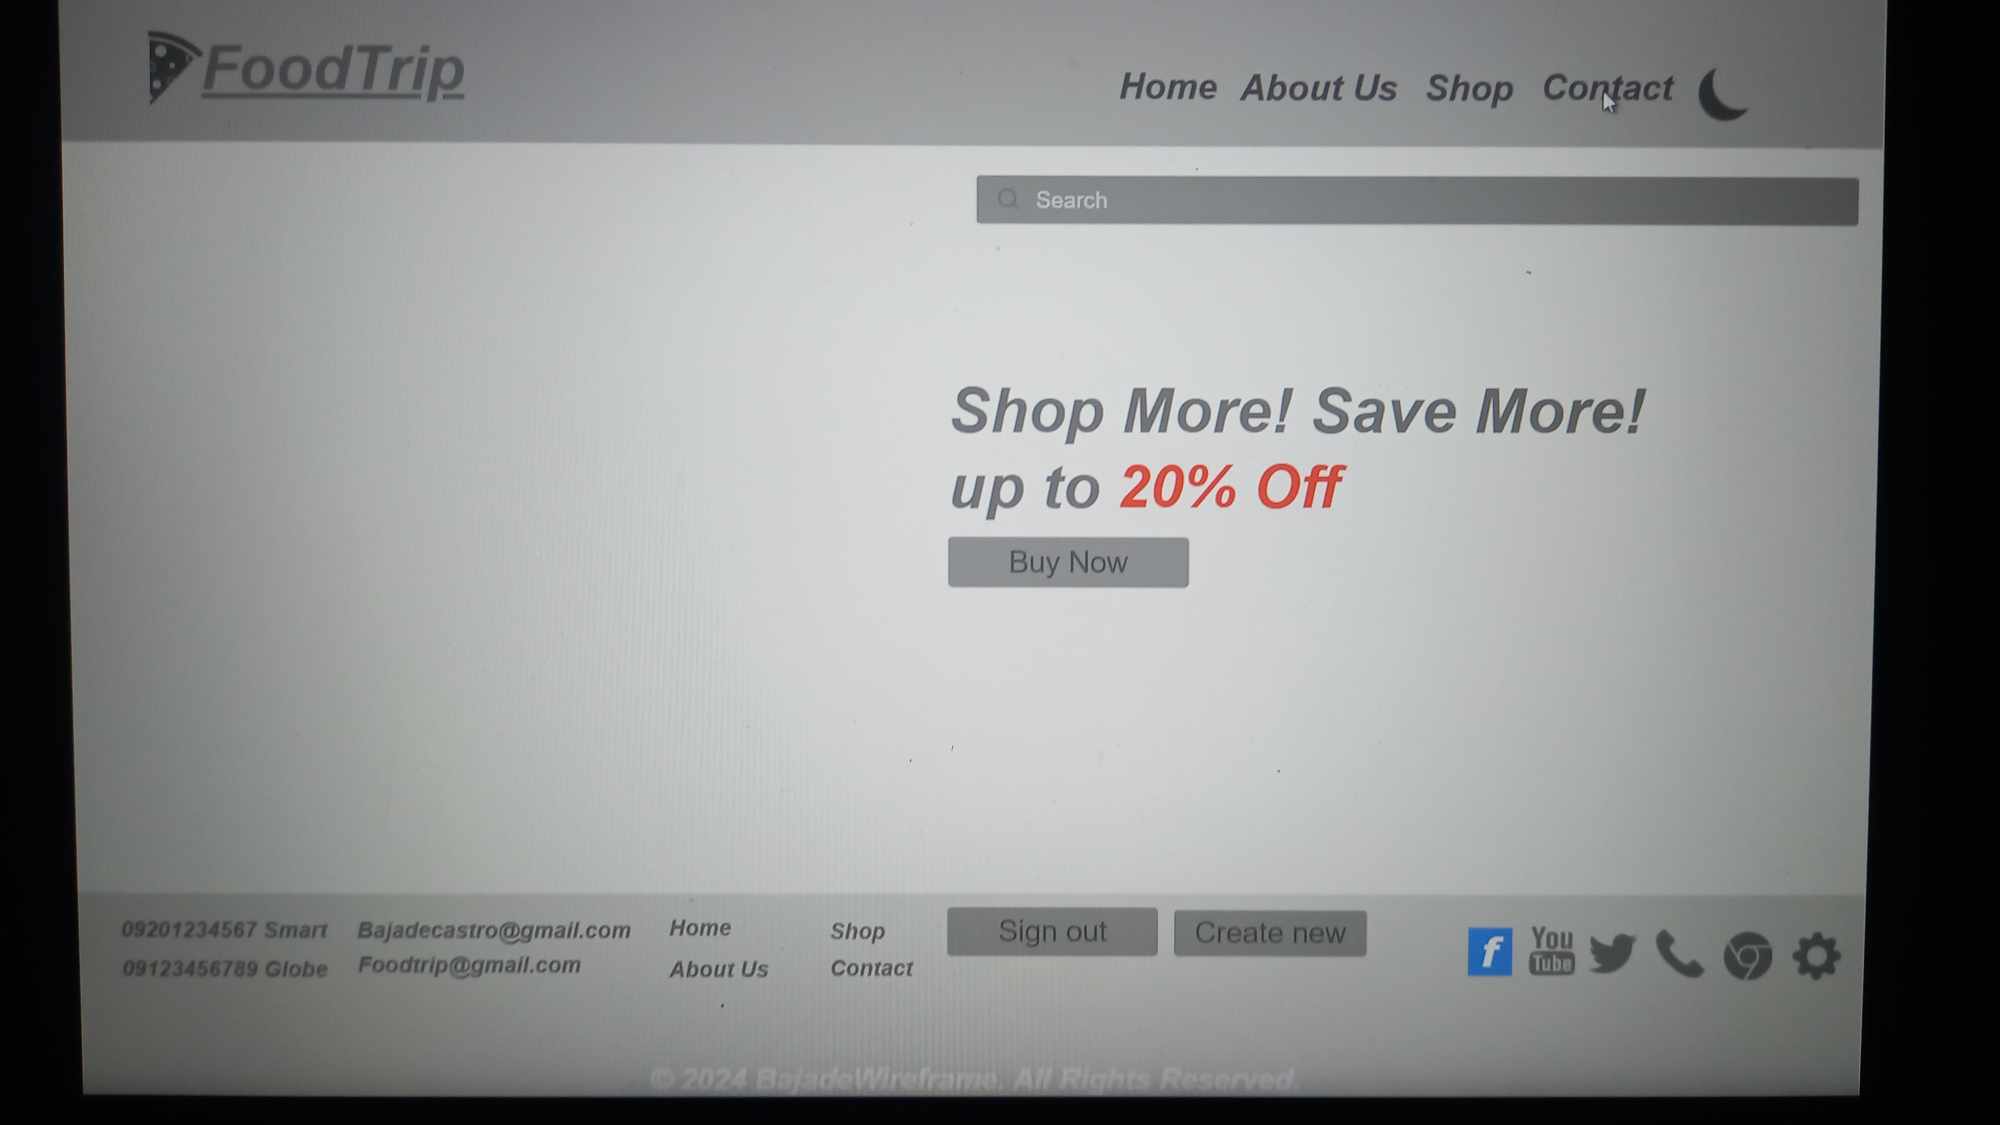 FoodTrip
Home About Us Shop Contact
Search
Shop More! Save More!
up to 20% Off
Buy Now
09201234567 Smart
09123456789 Globe
Bajadecastro@gmail.com
Foodtrip@gmail.com
Home
About Us
Shop
Contact
Sign out
Create new
f
You
Tube
© 2024 BajadeWireframe. All Rights Reserved.